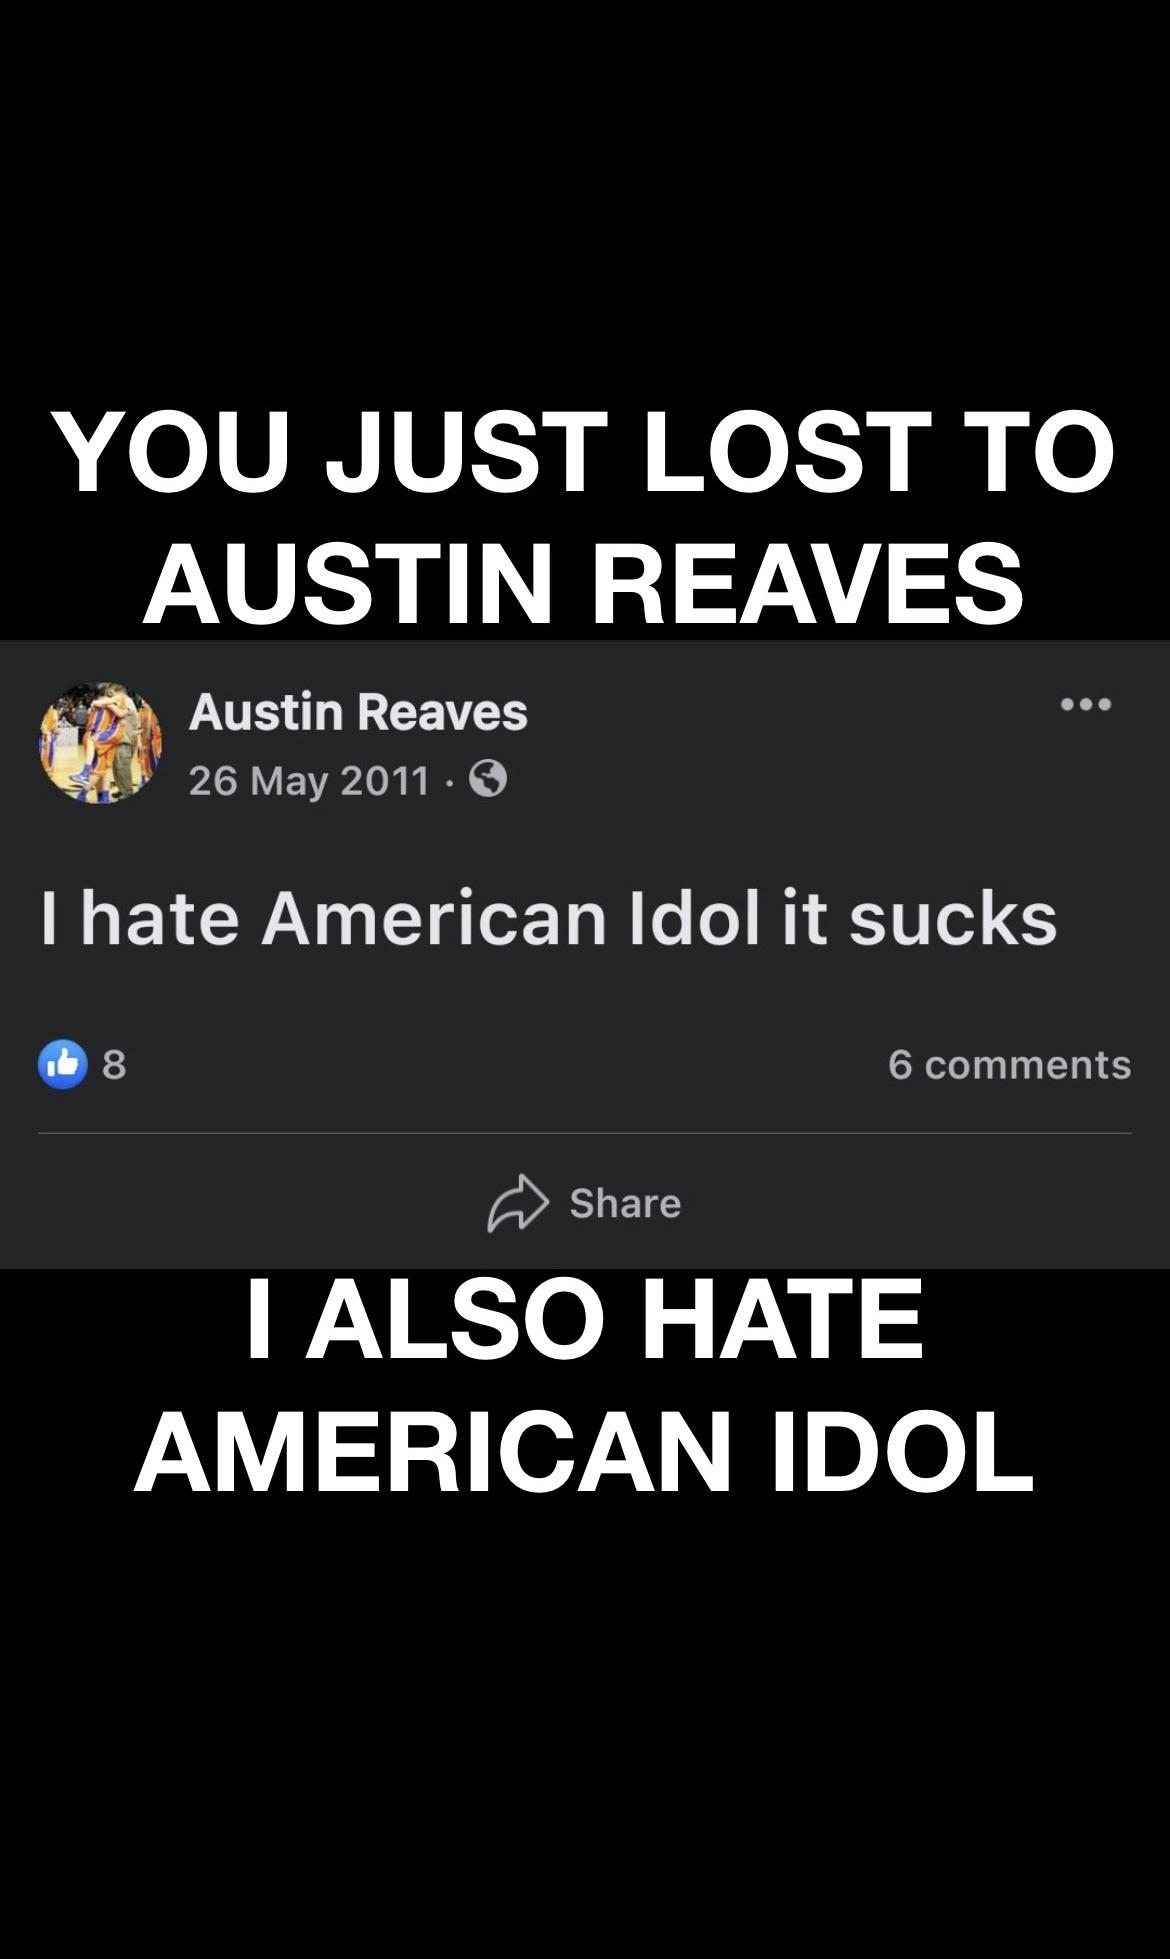 YOU JUST LOST TO
AUSTIN REAVES
Austin Reaves
26 May 2011 ·
I hate American Idol it sucks
8
6 comments
Share
I ALSO HATE
AMERICAN IDOL